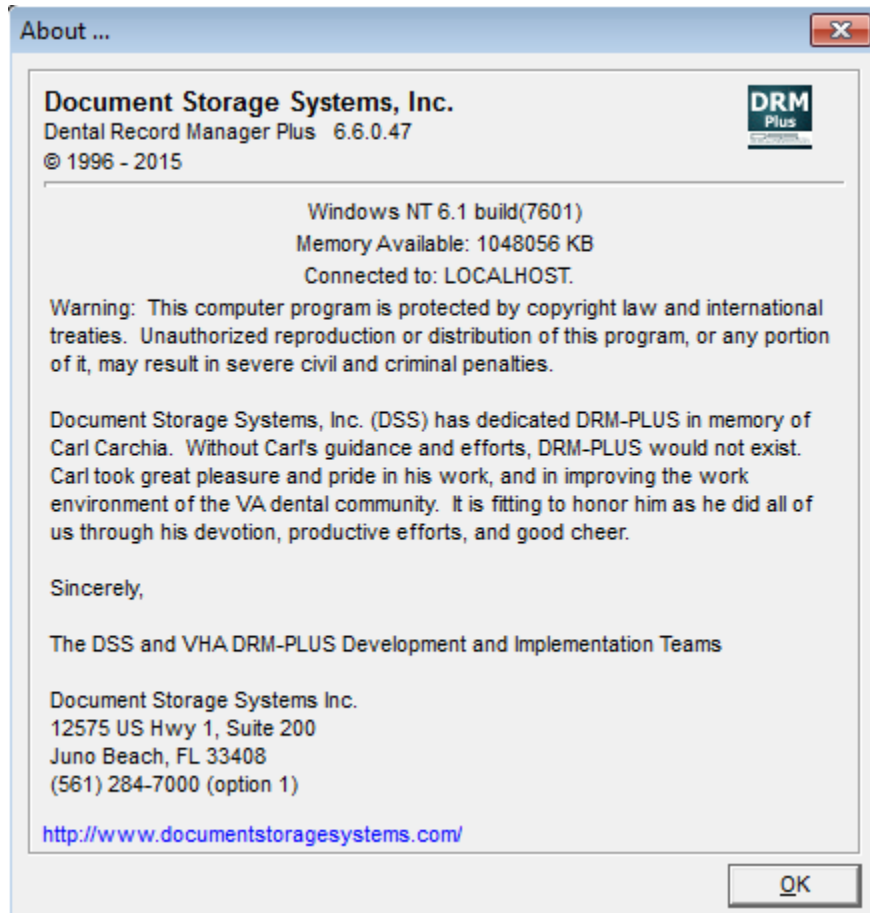 About ...
Document Storage Systems, Inc.
Dental Record Manager Plus 6.6.0.47
© 1996 - 2015
DRM
Plus
Windows NT 6.1 build(7601)
Memory Available: 1048056 KB
Connected to: LOCALHOST.
Warning: This computer program is protected by copyright law and international
treaties. Unauthorized reproduction or distribution of this program, or any portion
of it, may result in severe civil and criminal penalties.
Document Storage Systems, Inc. (DSS) has dedicated DRM-PLUS in memory of
Carl Carchia. Without Carl's guidance and efforts, DRM-PLUS would not exist.
Carl took great pleasure and pride in his work, and in improving the work
environment of the VA dental community. It is fitting to honor him as he did all of
us through his devotion, productive efforts, and good cheer.
Sincerely,
The DSS and VHA DRM-PLUS Development and Implementation Teams
Document Storage Systems Inc.
12575 US Hwy 1, Suite 200
Juno Beach, FL 33408
(561) 284-7000 (option 1)
http://www.documentstoragesystems.com/
OK